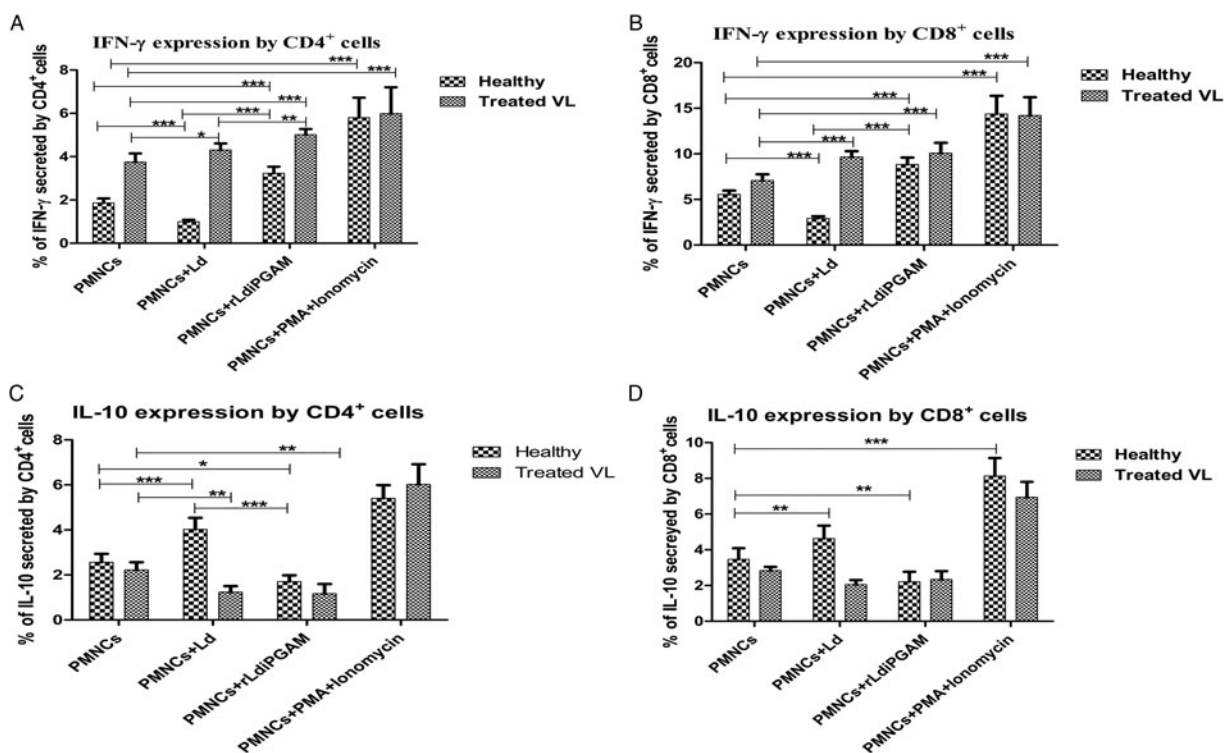 A
IFN-γ expression by CD4+ cells
% of IFN-γ secreted by CD4+cells
8
6
4
2
0
*** ***
***
***
***
*** **
*
Healthy
Treated VL
PMNCs
PMNCs+Ld
PMNCs+rLdiPGAM
PMNCs+PMA+Ionomycin
B
IFN-γ expression by CD8+ cells
% of IFN-γ secreted by CD8+cells
20
15
10
5
0
***
***
***
***
***
***
***
Healthy
Treated VL
PMNCs
PMNCs+Ld
PMNCs+rLdiPGAM
PMNCs+PMA+Ionomycin
C
IL-10 expression by CD4+ cells
% of IL-10 secreted by CD4+cells
8
6
4
2
0
**
*
***
**
***
Healthy
Treated VL
PMNCs
PMNCs+Ld
PMNCs+rLdiPGAM
PMNCs+PMA+Ionomycin
D
IL-10 expression by CD8+ cells
% of IL-10 secreyed by CD8+cells
10
8
6
4
2
0
***
**
**
Healthy
Treated VL
PMNCs
PMNCs+Ld
PMNCs+rLdiPGAM
PMNCs+PMA+Ionomycin